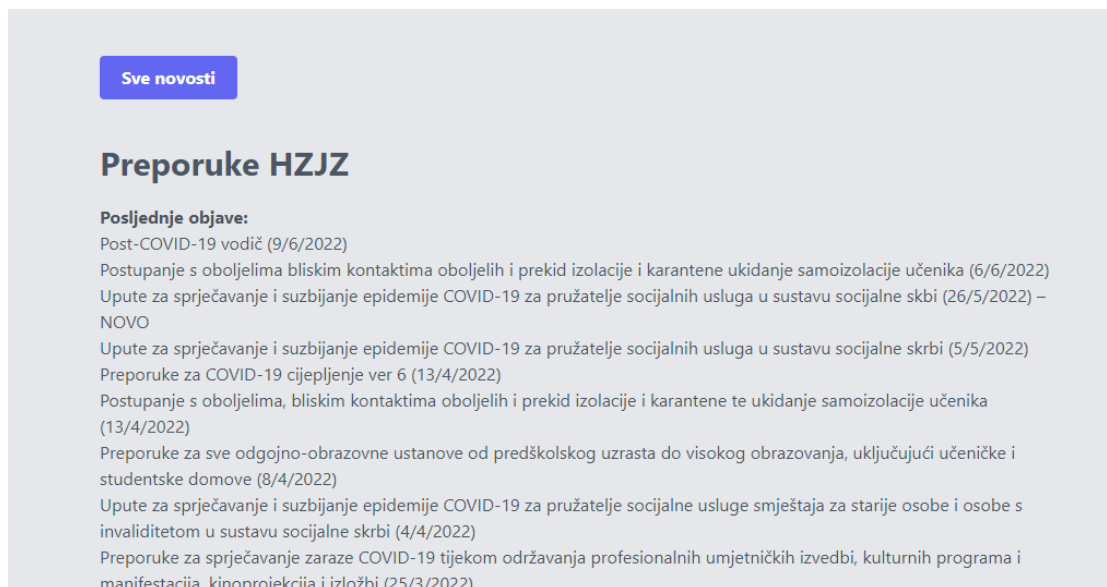 Sve novosti
Preporuke HZJZ
Posljednje objave:
Post-COVID-19 vodič (9/6/2022)
Postupanje s oboljelima bliskim kontaktima oboljelih i prekid izolacije i karantene ukidanje samoizolacije učenika (6/6/2022)
Upute za sprječavanje i suzbijanje epidemije COVID-19 za pružatelje socijalnih usluga u sustavu socijalne skbi (26/5/2022) –
NOVO
Upute za sprječavanje i suzbijanje epidemije COVID-19 za pružatelje socijalnih usluga u sustavu socijalne skrbi (5/5/2022)
Preporuke za COVID-19 cijepljenje ver 6 (13/4/2022)
Postupanje s oboljelima, bliskim kontaktima oboljelih i prekid izolacije i karantene te ukidanje samoizolacije učenika
(13/4/2022)
Preporuke za sve odgojno-obrazovne ustanove od predškolskog uzrasta do visokog obrazovanja, uključujući učeničke i
studentske domove (8/4/2022)
Upute za sprječavanje i suzbijanje epidemije COVID-19 za pružatelje socijalne usluge smještaja za starije osobe i osobe s
invaliditetom u sustavu socijalne skrbi (4/4/2022)
Preporuke za sprječavanje zaraze COVID-19 tijekom održavanja profesionalnih umjetničkih izvedbi, kulturnih programa i
manifestacija, kinoprojekcija i izložbi (25/3/2022)